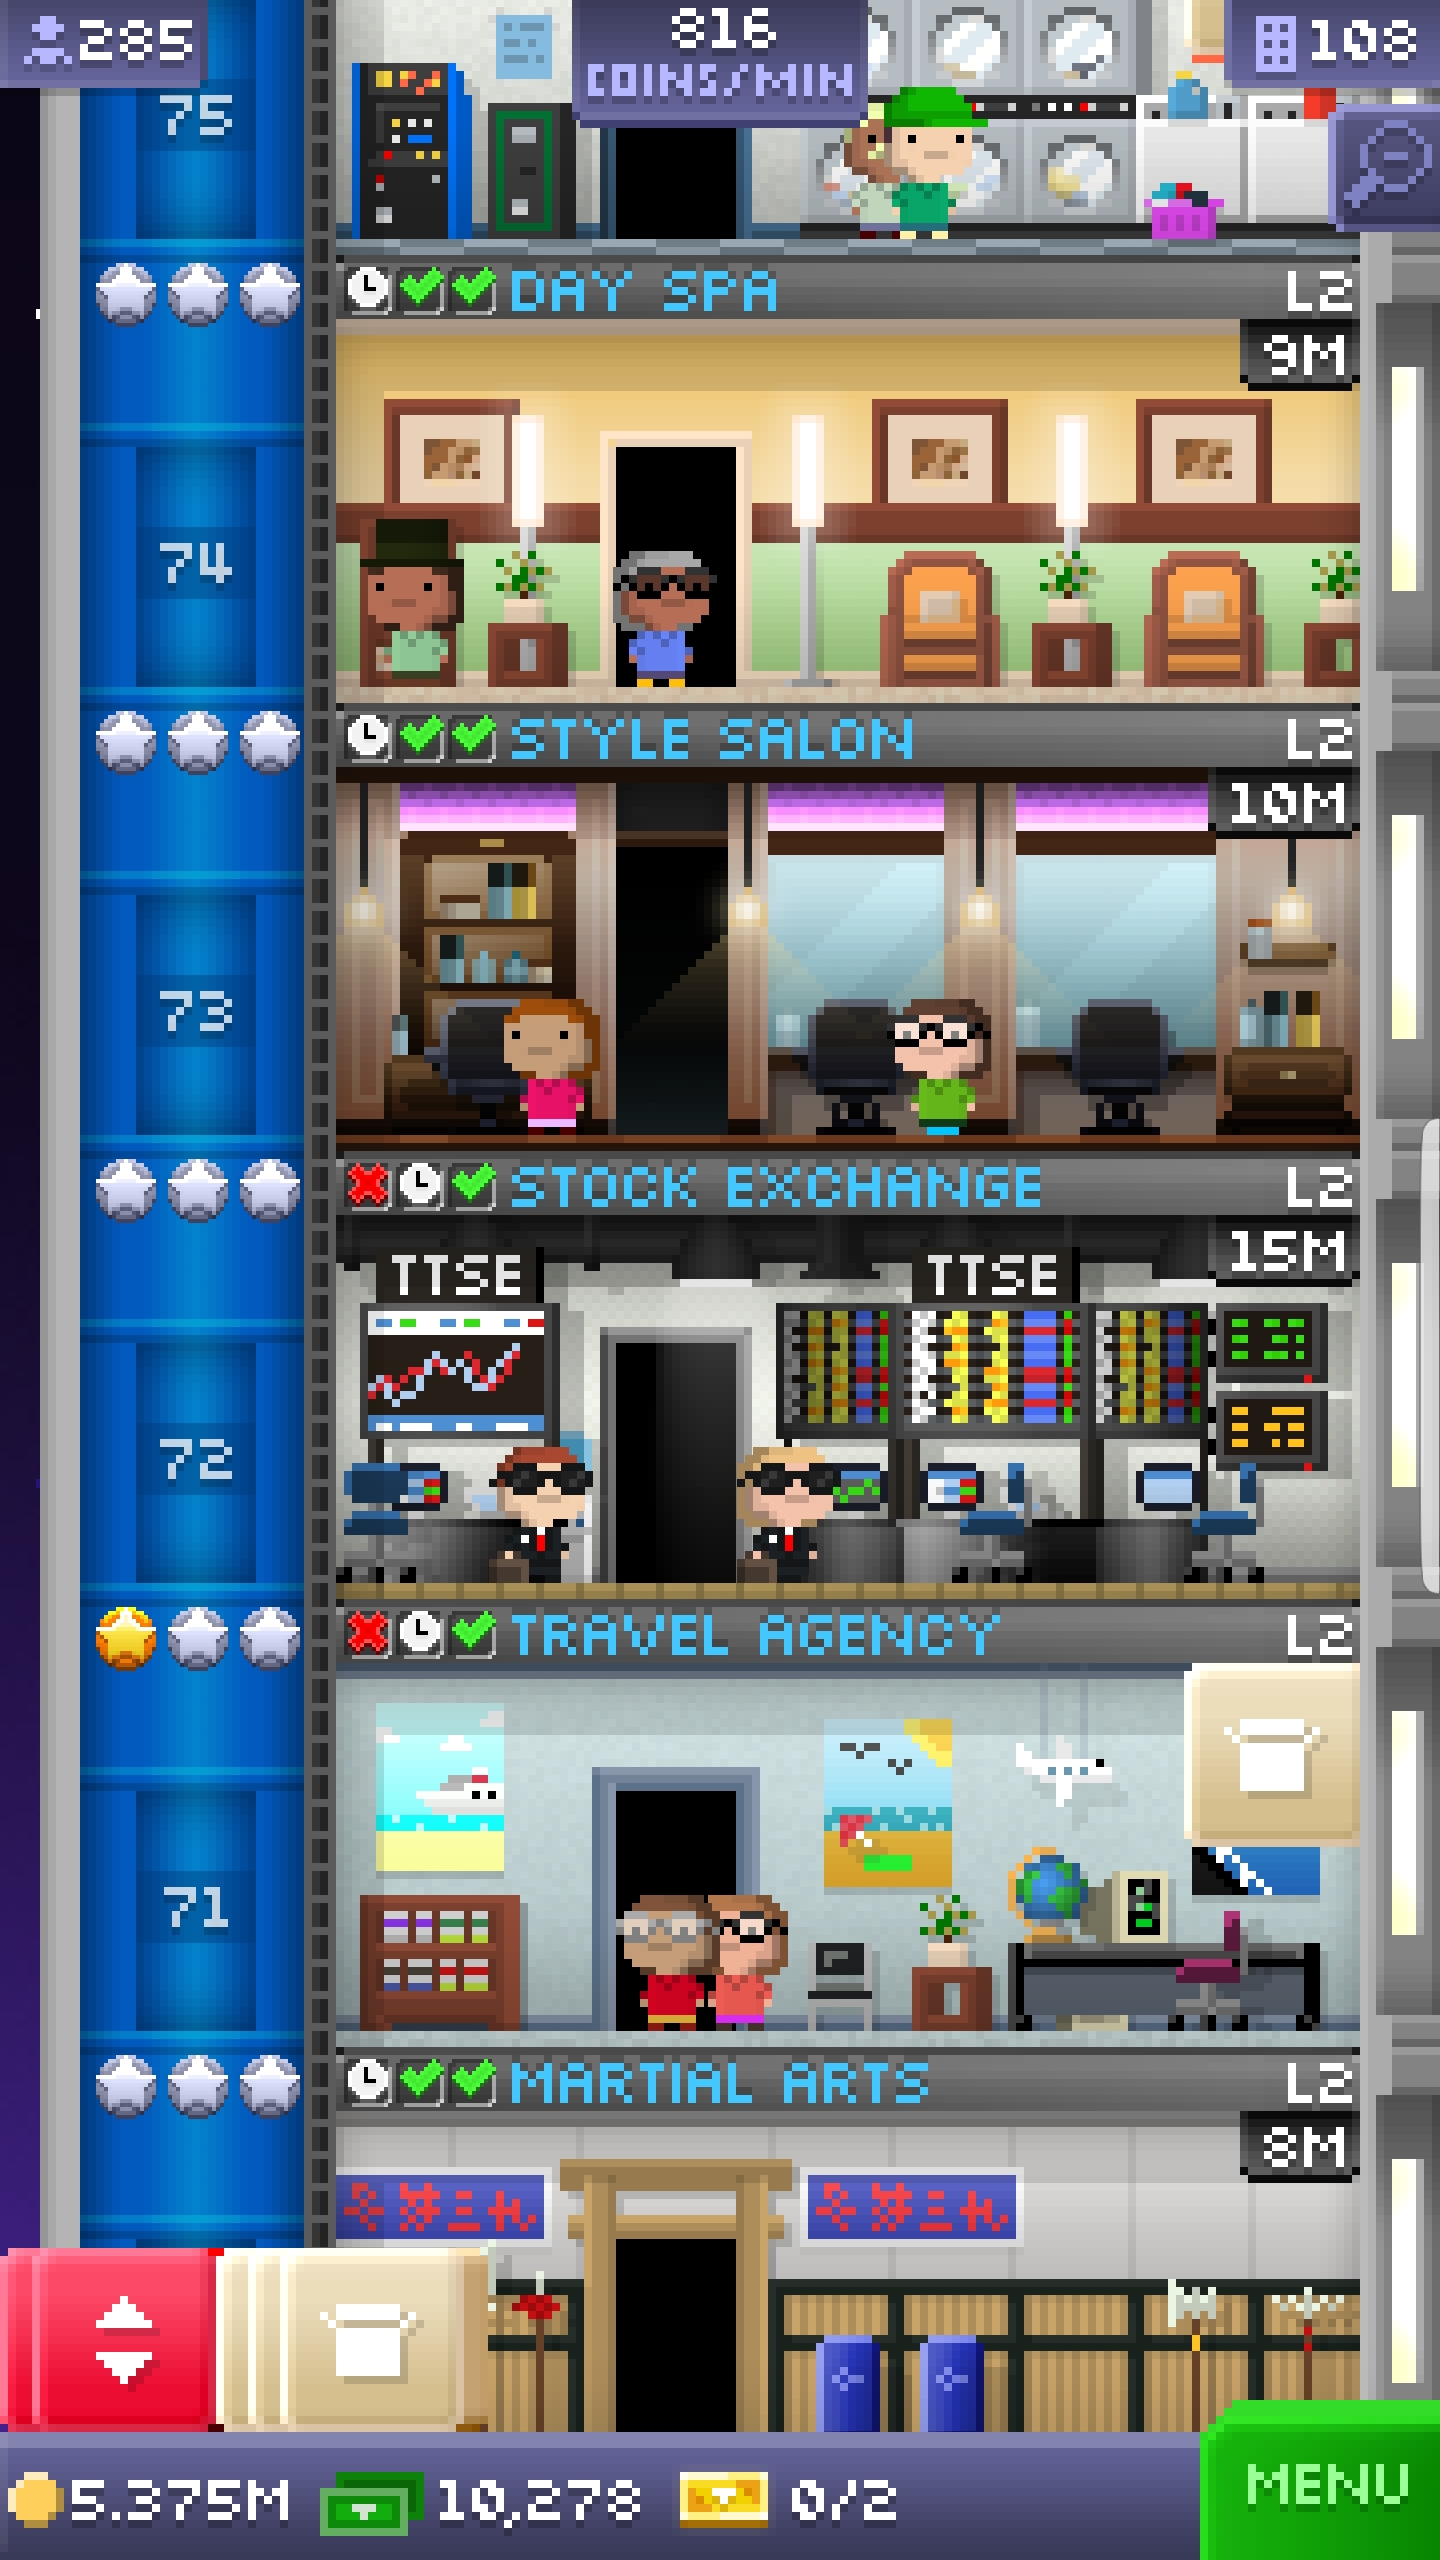 285
816
COINS/MIN
108
75
DAY SPA L2
9M
74
STYLE SALON L2
10M
73
STOCK EXCHANGE L2
15M
TTSE TTSE
72
TRAVEL AGENCY L2
71
MARTIAL ARTS L2
8M
5.375M 10,278 0/2
MENU